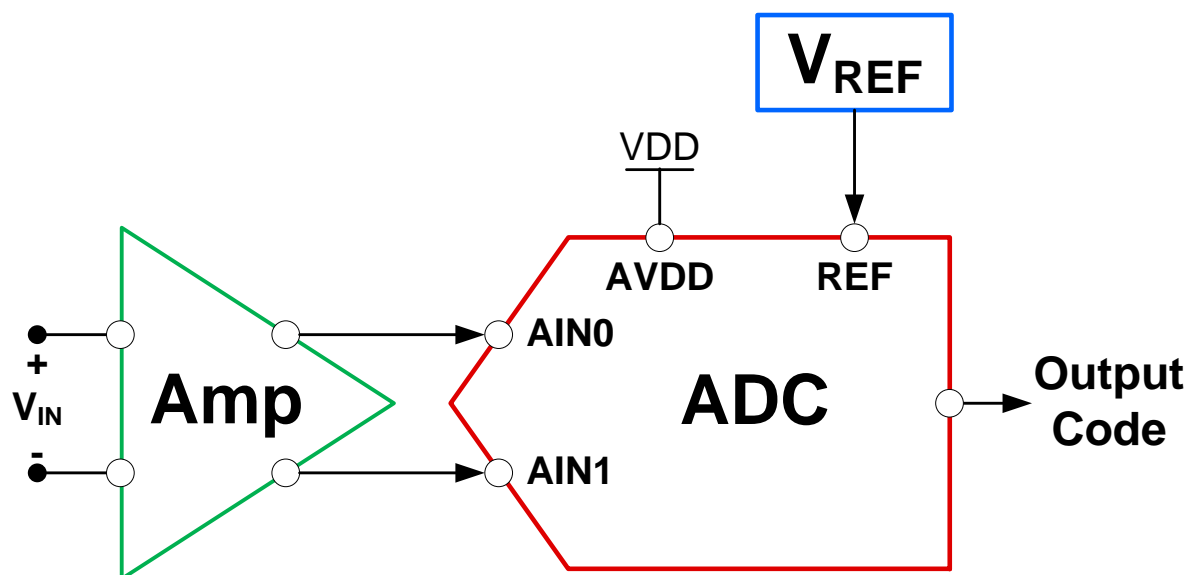 VREF
VDD
AVDD
REF
AIN0
+
VIN
-
Amp
ADC
Output
Code
AIN1